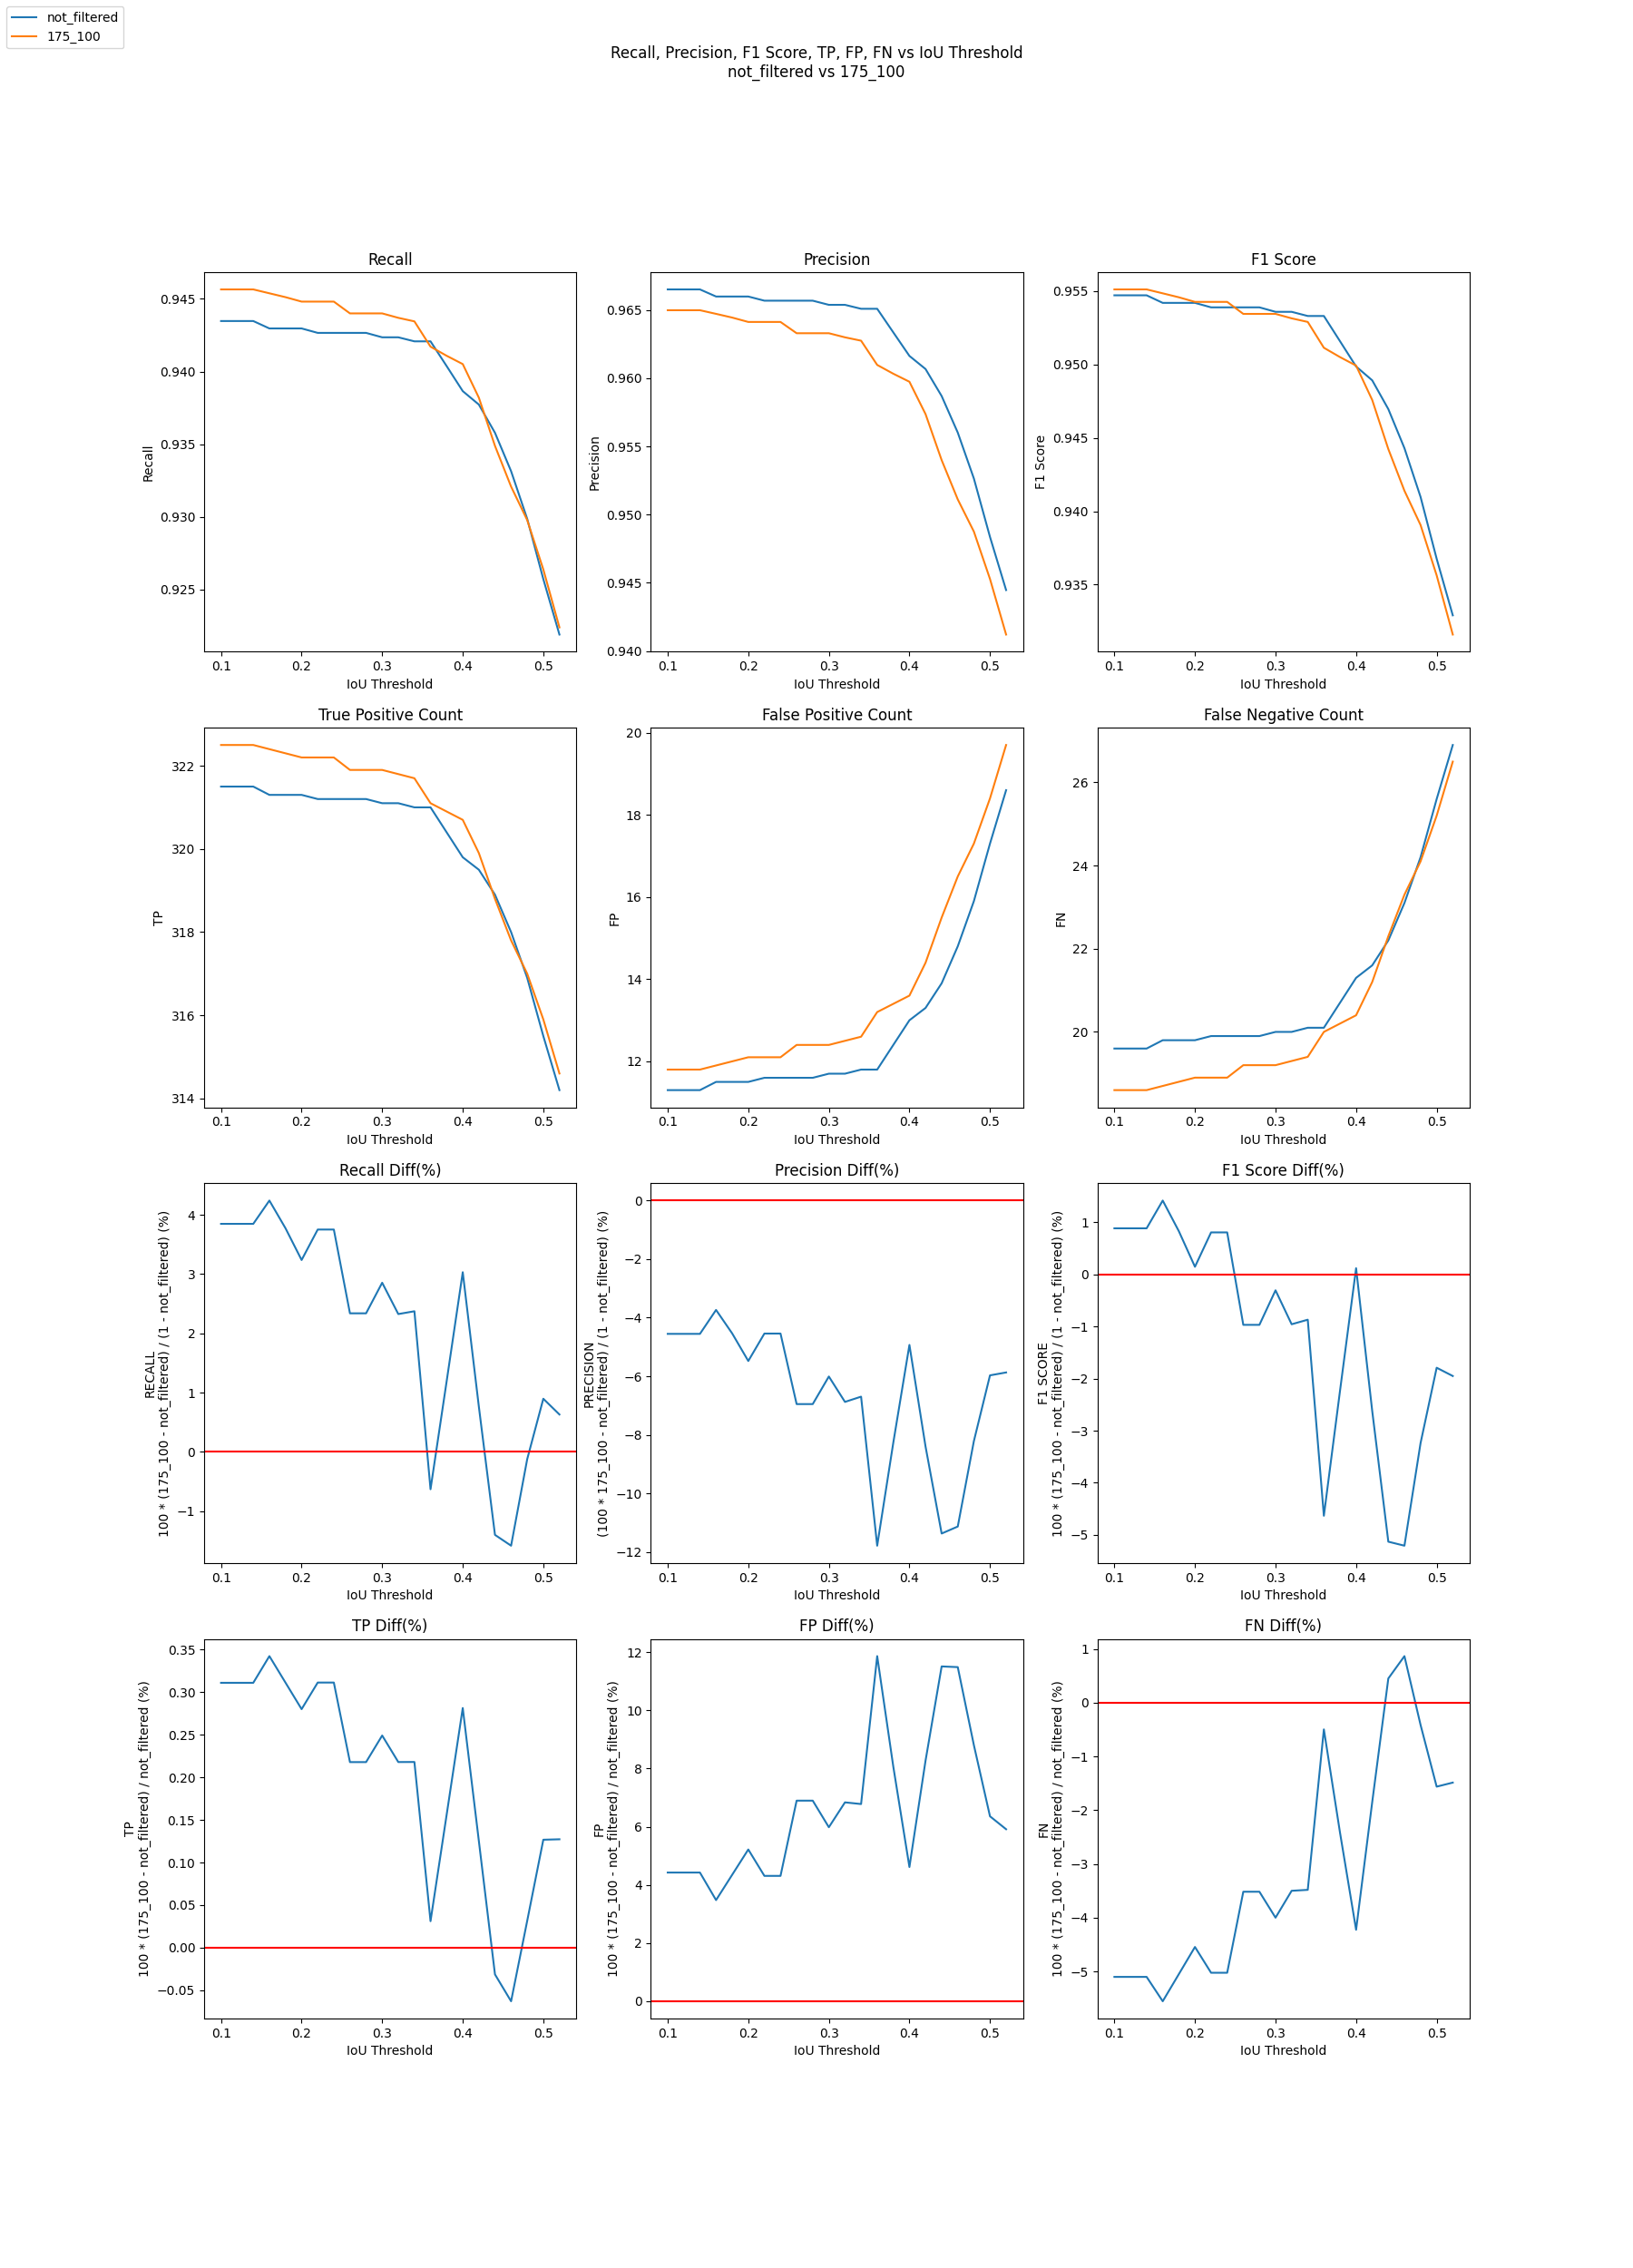 not_filtered
175_100
Recall, Precision, F1 Score, TP, FP, FN vs IoU Threshold
not_filtered vs 175_100
Recall
0.945
0.940
0.935
0.930
0.925
Recall
0.1 0.2 0.3 0.4 0.5
IoU Threshold
Precision
0.965
0.960
0.955
0.950
0.945
0.940
Precision
0.1 0.2 0.3 0.4 0.5
IoU Threshold
F1 Score
0.955
0.950
0.945
0.940
0.935
F1 Score
0.1 0.2 0.3 0.4 0.5
IoU Threshold
True Positive Count
322
320
318
316
314
TP
0.1 0.2 0.3 0.4 0.5
IoU Threshold
False Positive Count
20
18
16
14
12
FP
0.1 0.2 0.3 0.4 0.5
IoU Threshold
False Negative Count
26
24
22
20
FN
0.1 0.2 0.3 0.4 0.5
IoU Threshold
Recall Diff(%)
4
3
2
1
0
−1
RECALL
100 * (175_100 - not_filtered) / (1 - not_filtered) (%)
0.1 0.2 0.3 0.4 0.5
IoU Threshold
Precision Diff(%)
0
−2
−4
−6
−8
−10
−12
PRECISION
(100 * 175_100 - not_filtered) / (1 - not_filtered) (%)
0.1 0.2 0.3 0.4 0.5
IoU Threshold
F1 Score Diff(%)
1
0
−1
−2
−3
−4
−5
F1 SCORE
100 * (175_100 - not_filtered) / (1 - not_filtered) (%)
0.1 0.2 0.3 0.4 0.5
IoU Threshold
TP Diff(%)
0.35
0.30
0.25
0.20
0.15
0.10
0.05
0.00
−0.05
TP
100 * (175_100 - not_filtered) / not_filtered (%)
0.1 0.2 0.3 0.4 0.5
IoU Threshold
FP Diff(%)
12
10
8
6
4
2
0
FP
100 * (175_100 - not_filtered) / not_filtered (%)
0.1 0.2 0.3 0.4 0.5
IoU Threshold
FN Diff(%)
1
0
−1
−2
−3
−4
−5
FN
100 * (175_100 - not_filtered) / not_filtered (%)
0.1 0.2 0.3 0.4 0.5
IoU Threshold